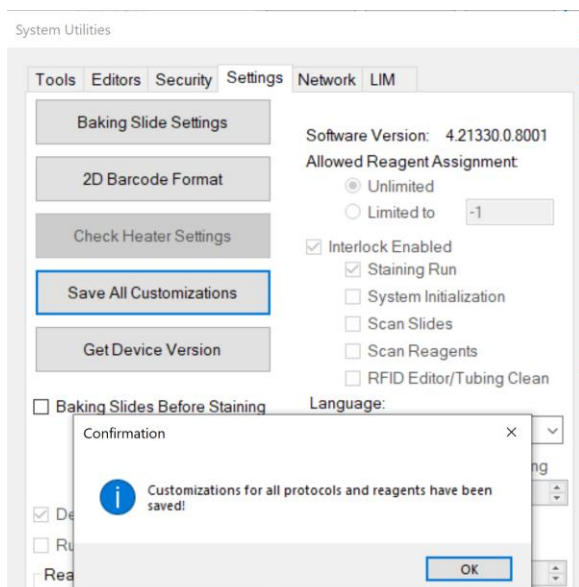 System Utilities
Tools Editors Security Settings Network LIM
Baking Slide Settings
2D Barcode Format
Check Heater Settings
Save All Customizations
Get Device Version
Baking Slides Before Staining
Software Version: 4.21330.0.8001
Allowed Reagent Assignment:
Unlimited
Limited to -1
Interlock Enabled
Staining Run
System Initialization
Scan Slides
Scan Reagents
RFID Editor/Tubing Clean
Language:
Confirmation
Customizations for all protocols and reagents have been
saved!
OK